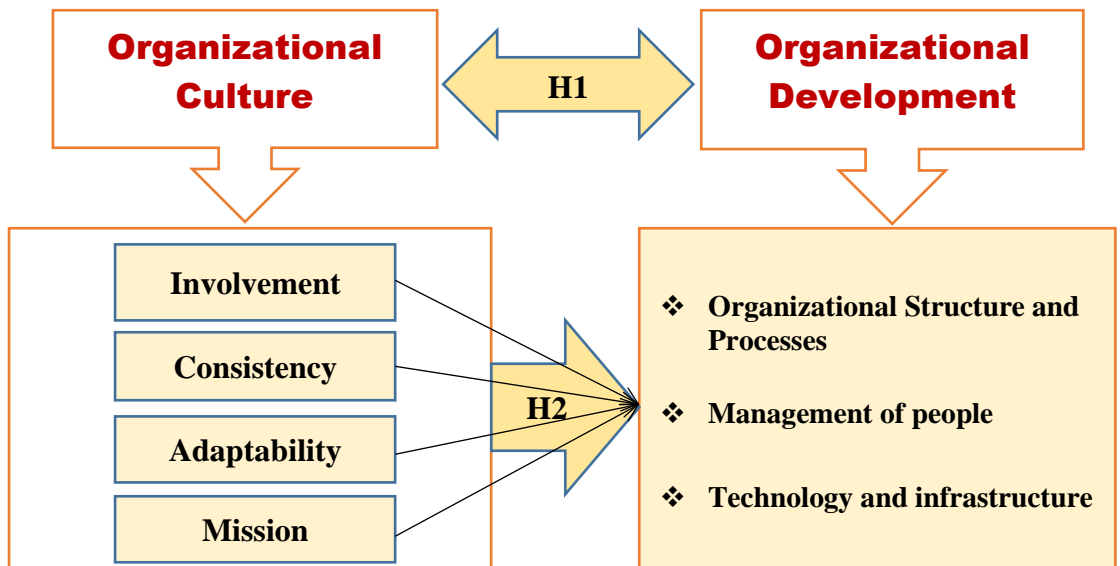 Organizational
Culture
H1
Organizational
Development
Involvement
Consistency
Adaptability
Mission
H2
❖ Organizational Structure and
Processes
❖ Management of people
❖ Technology and infrastructure